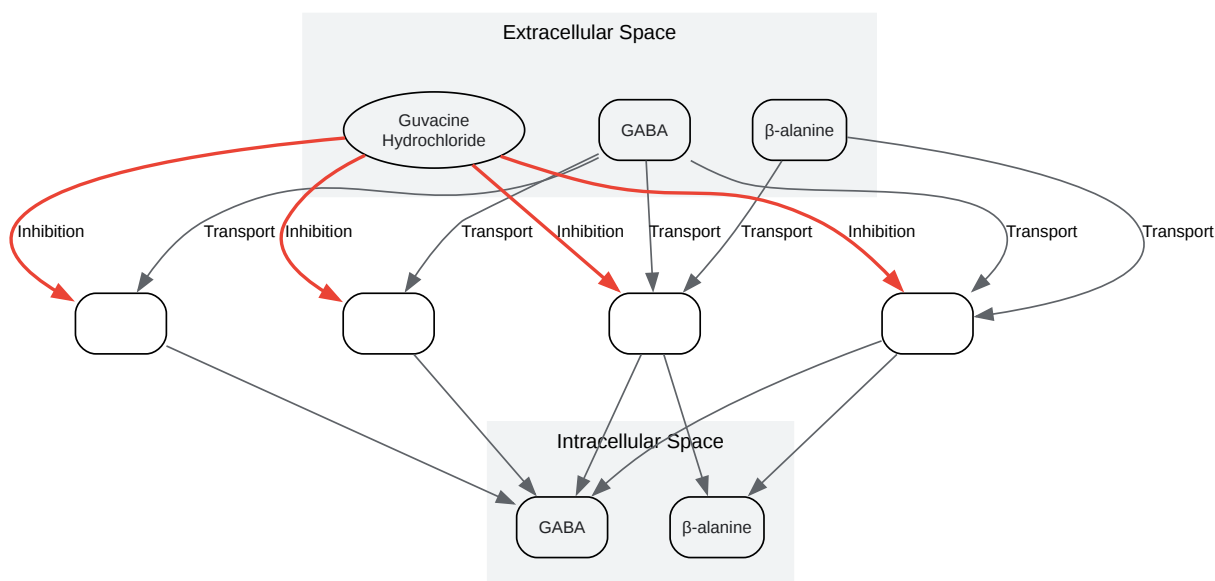 Extracellular Space
Guvacine
Hydrochloride
GABA
β-alanine
Inhibition
Transport
Inhibition
Transport
Inhibition
Transport
Transport
Inhibition
Transport
Transport
Intracellular Space
GABA
β-alanine